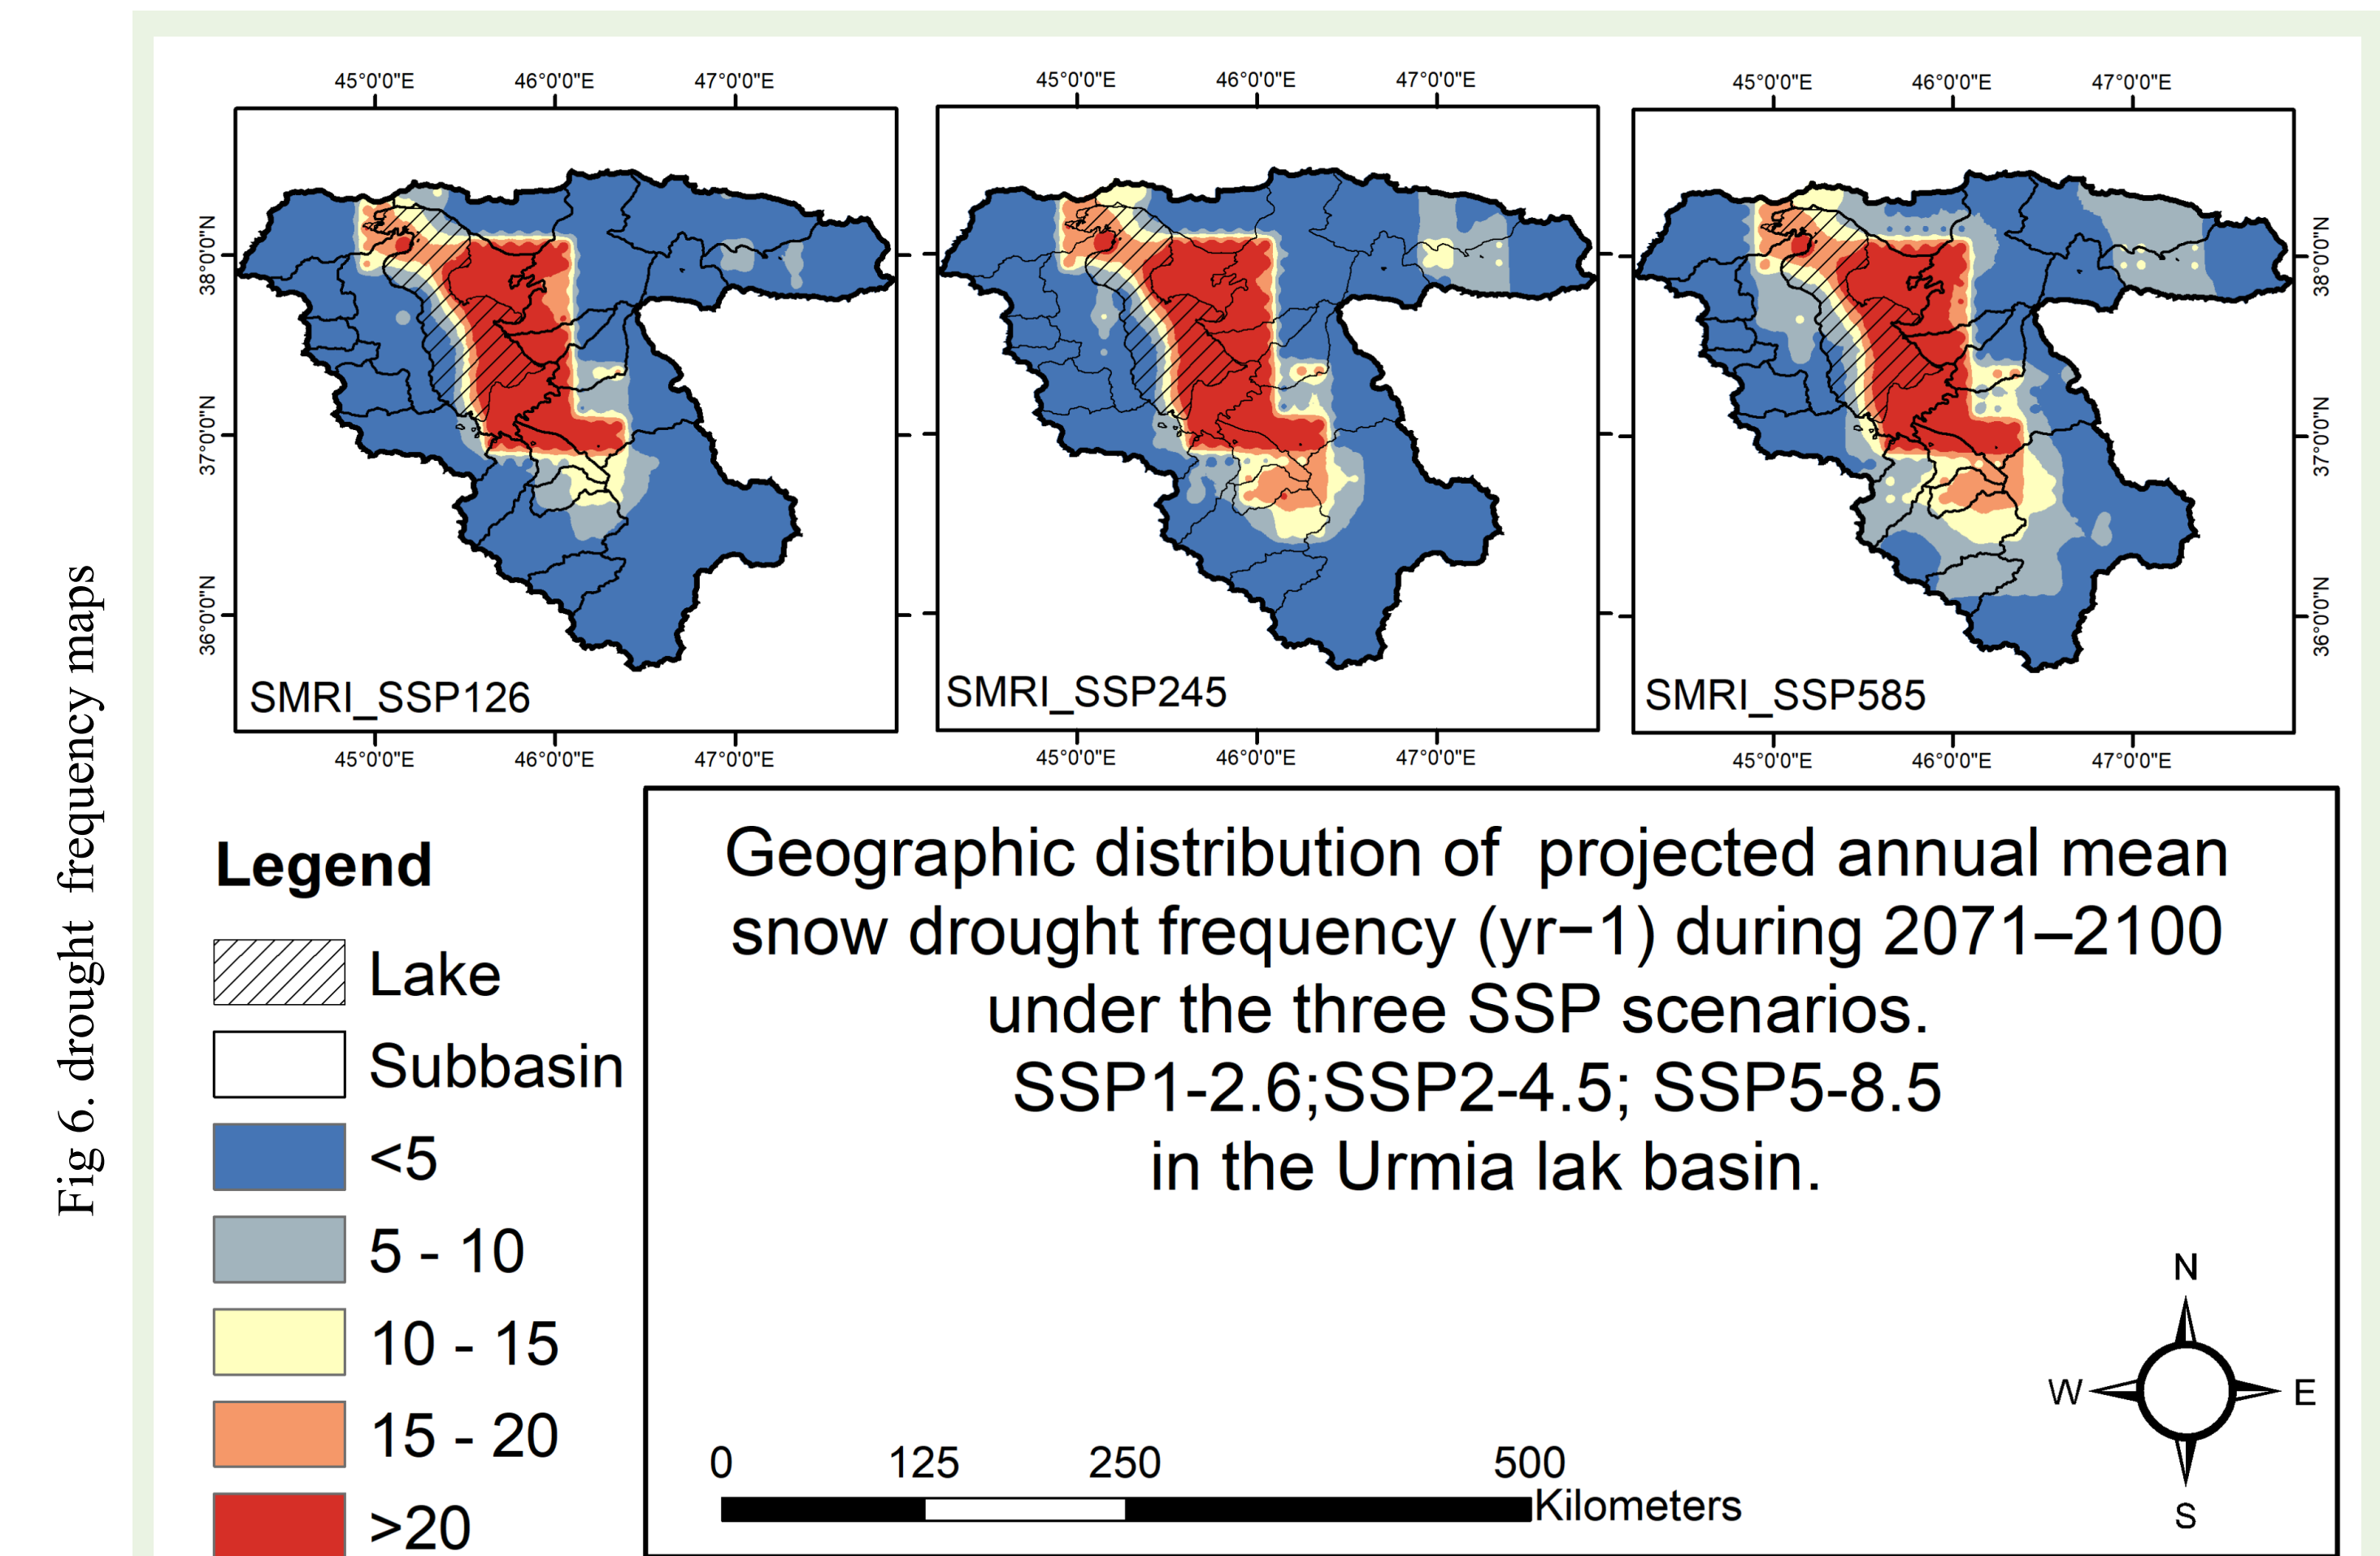 Fig 6. drought frequency maps
45°0'0"E 46°0'0"E 47°0'0"E
45°0'0"E 46°0'0"E 47°0'0"E
45°0'0"E 46°0'0"E 47°0'0"E
38°0'0"N
37°0'0"N
36°0'0"N
38°0'0"N
37°0'0"N
36°0'0"N
SMRI_SSP126
SMRI_SSP245
SMRI_SSP585
45°0'0"E 46°0'0"E 47°0'0"E
45°0'0"E 46°0'0"E 47°0'0"E
45°0'0"E 46°0'0"E 47°0'0"E
Legend
Lake
Subbasin
<5
5 - 10
10 - 15
15 - 20
>20
Geographic distribution of projected annual mean
snow drought frequency (yr−1) during 2071–2100
under the three SSP scenarios.
SSP1-2.6;SSP2-4.5; SSP5-8.5
in the Urmia lak basin.
N
W E
S
0 125 250 500
Kilometers